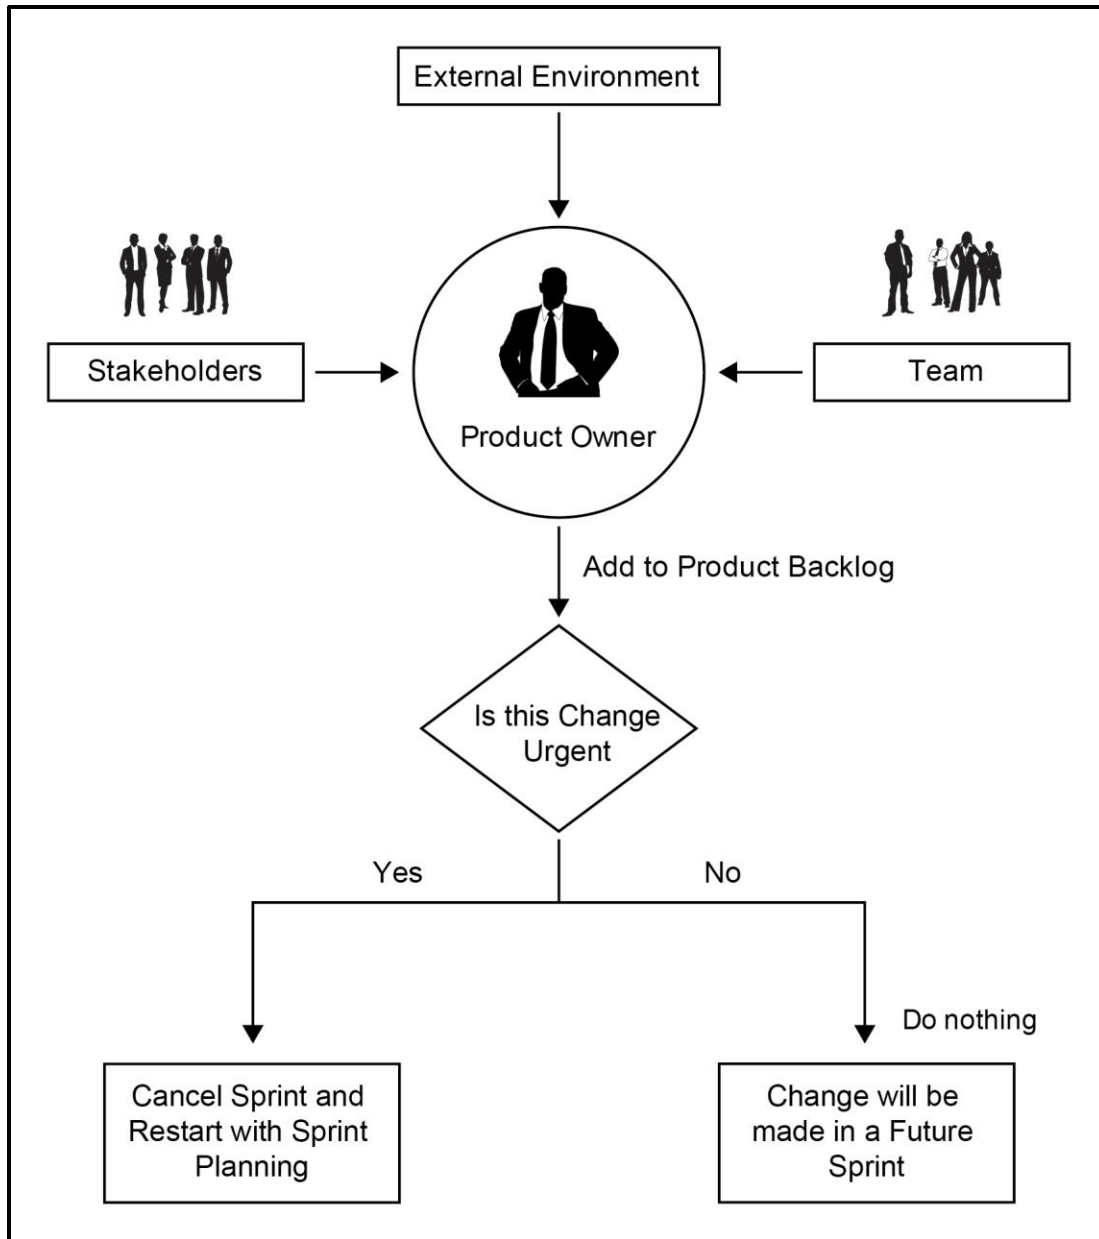 External Environment
Stakeholders
Team
Product Owner
Add to Product Backlog
Is this Change
Urgent
Yes
No
Do nothing
Cancel Sprint and
Restart with Sprint
Planning
Change will be
made in a Future
Sprint